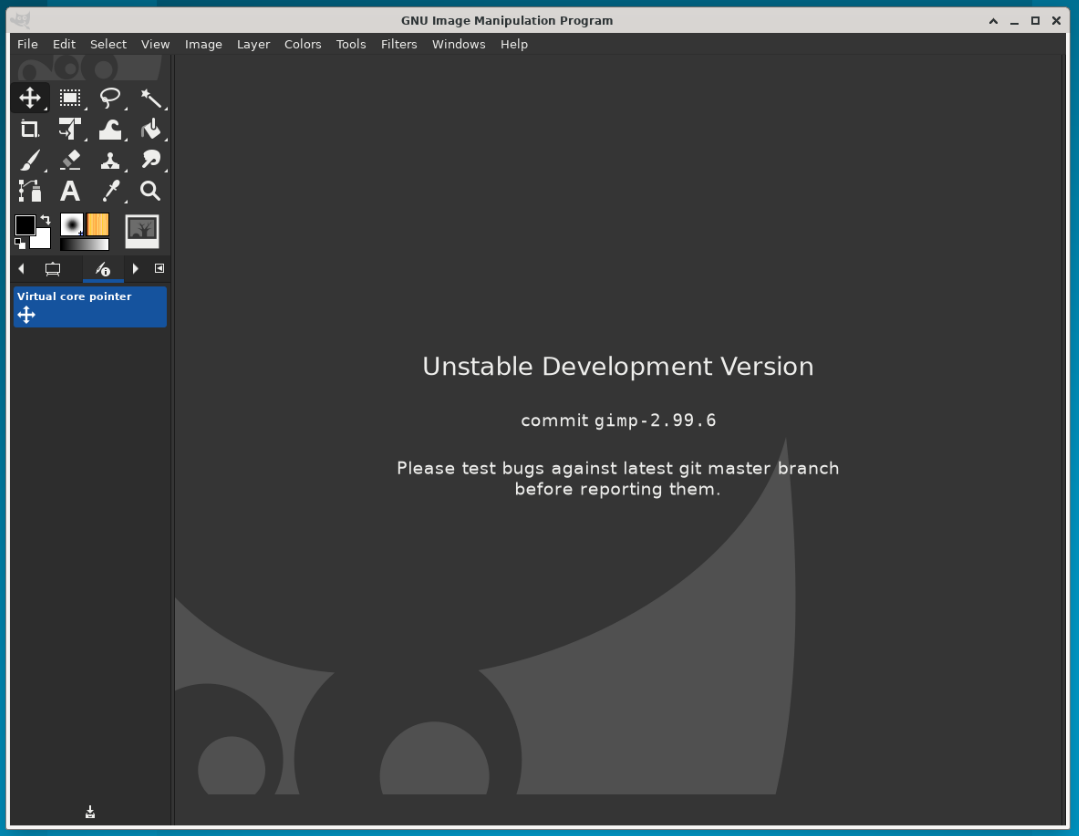 GNU Image Manipulation Program
File Edit Select View Image Layer Colors Tools Filters Windows Help
A
Virtual core pointer
Unstable Development Version
commit gimp-2.99.6
Please test bugs against latest git master branch
before reporting them.